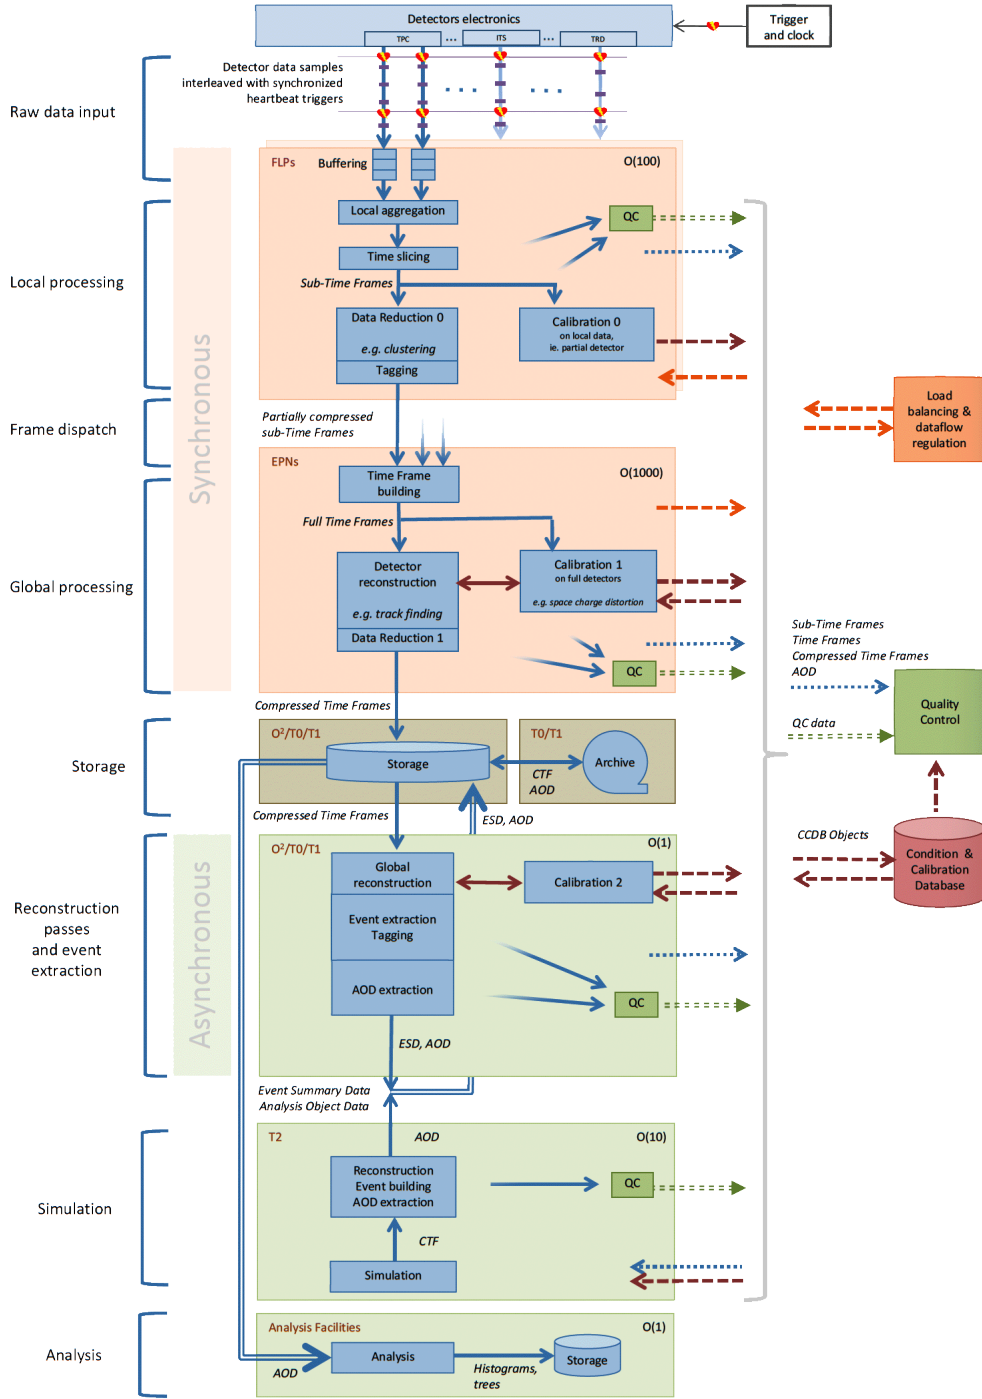 Detectors electronics
TPC ... ITS ... TRD
Trigger
and clock
Detector data samples
interleaved with synchronized
heartbeat triggers
Raw data input
Synchronous
FLPs
Buffering
O(100)
Local aggregation
QC
Time slicing
Local processing
Sub-Time Frames
Data Reduction 0
e.g. clustering
Tagging
Calibration 0
on local data,
ie. partial detector
Load
balancing &
dataflow
regulation
Frame dispatch
Partially compressed
sub-Time Frames
EPNs
O(1000)
Time Frame
building
Full Time Frames
Global processing
Detector
reconstruction
e.g. track finding
Data Reduction 1
Calibration 1
on full detectors
e.g. space charge distortion
QC
Sub-Time Frames
Time Frames
Compressed Time Frames
AOD
QC data
Quality
Control
Compressed Time Frames
Storage
O²/T0/T1
Storage
T0/T1
CTF
AOD
Archive
Compressed Time Frames
ESD, AOD
CCDB Objects
Condition &
Calibration
Database
Asynchronous
Reconstruction
passes
and event
extraction
O²/T0/T1
O(1)
Global
reconstruction
Calibration 2
Event extraction
Tagging
AOD extraction
QC
ESD, AOD
Event Summary Data
Analysis Object Data
Simulation
T2
AOD
O(10)
Reconstruction
Event building
AOD extraction
QC
CTF
Simulation
Analysis
Analysis Facilities
O(1)
AOD
Analysis
Histograms,
trees
Storage